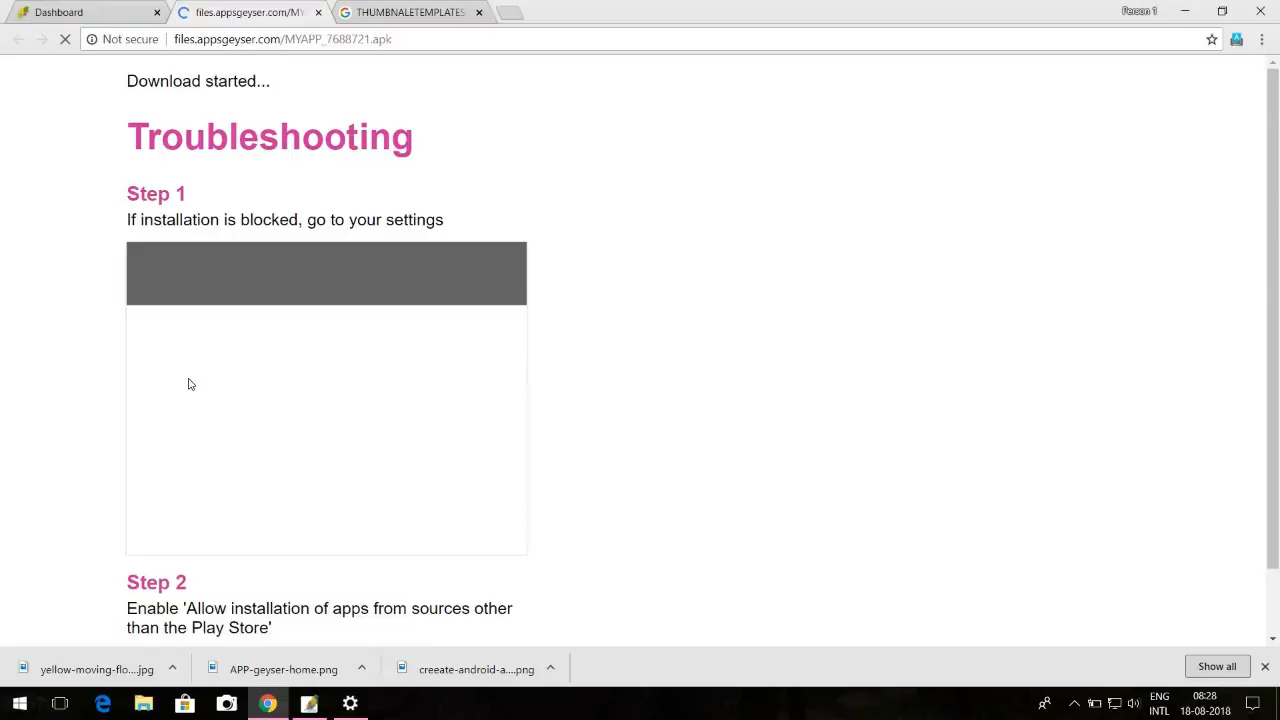 Dashboard
files.appsgeyser.com/MY
THUMBNALETEMPLATES
Person 1
Not secure
files.appsgeyser.com/MYAPP_7688721.apk
Download started...
Troubleshooting
Step 1
If installation is blocked, go to your settings
Step 2
Enable 'Allow installation of apps from sources other
than the Play Store'
yellow-moving-flo....jpg
APP-geyser-home.png
creeate-android-a....png
Show all
ENG
08:28
INTL
18-08-2018